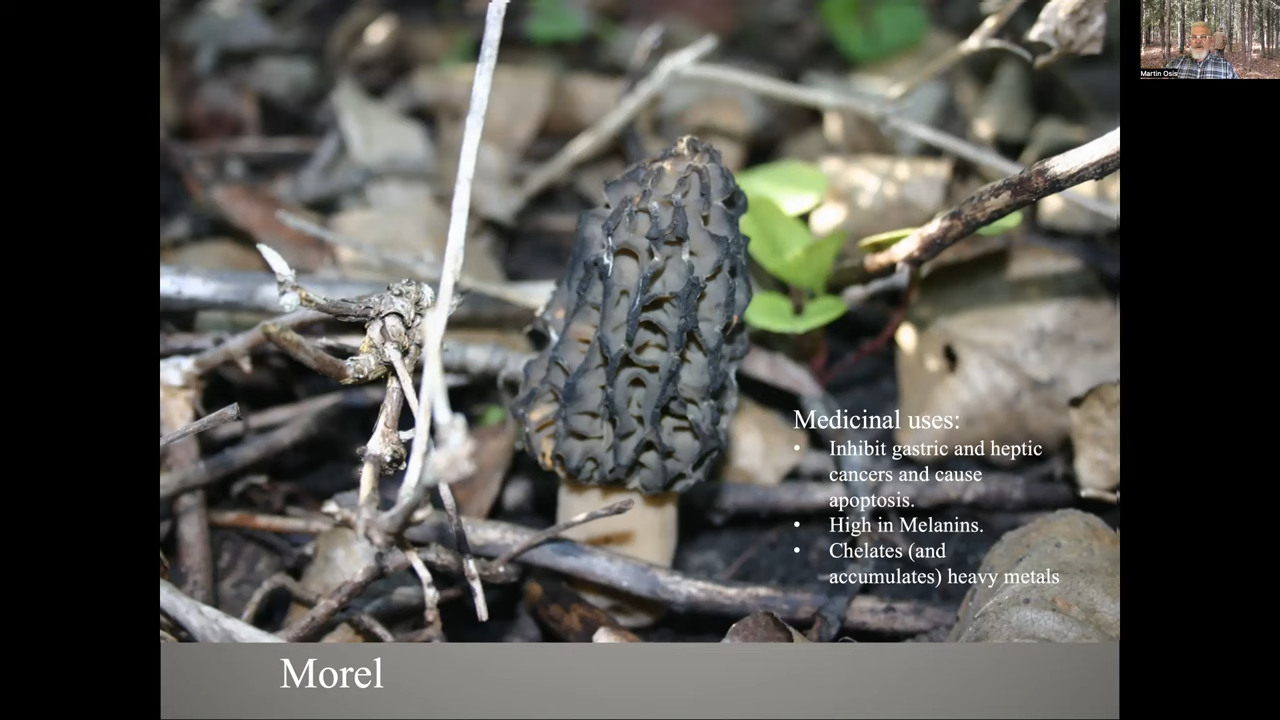 Martin Osis
Medicinal uses:
• Inhibit gastric and heptic
cancers and cause
apoptosis.
• High in Melanins.
• Chelates (and
accumulates) heavy metals
Morel